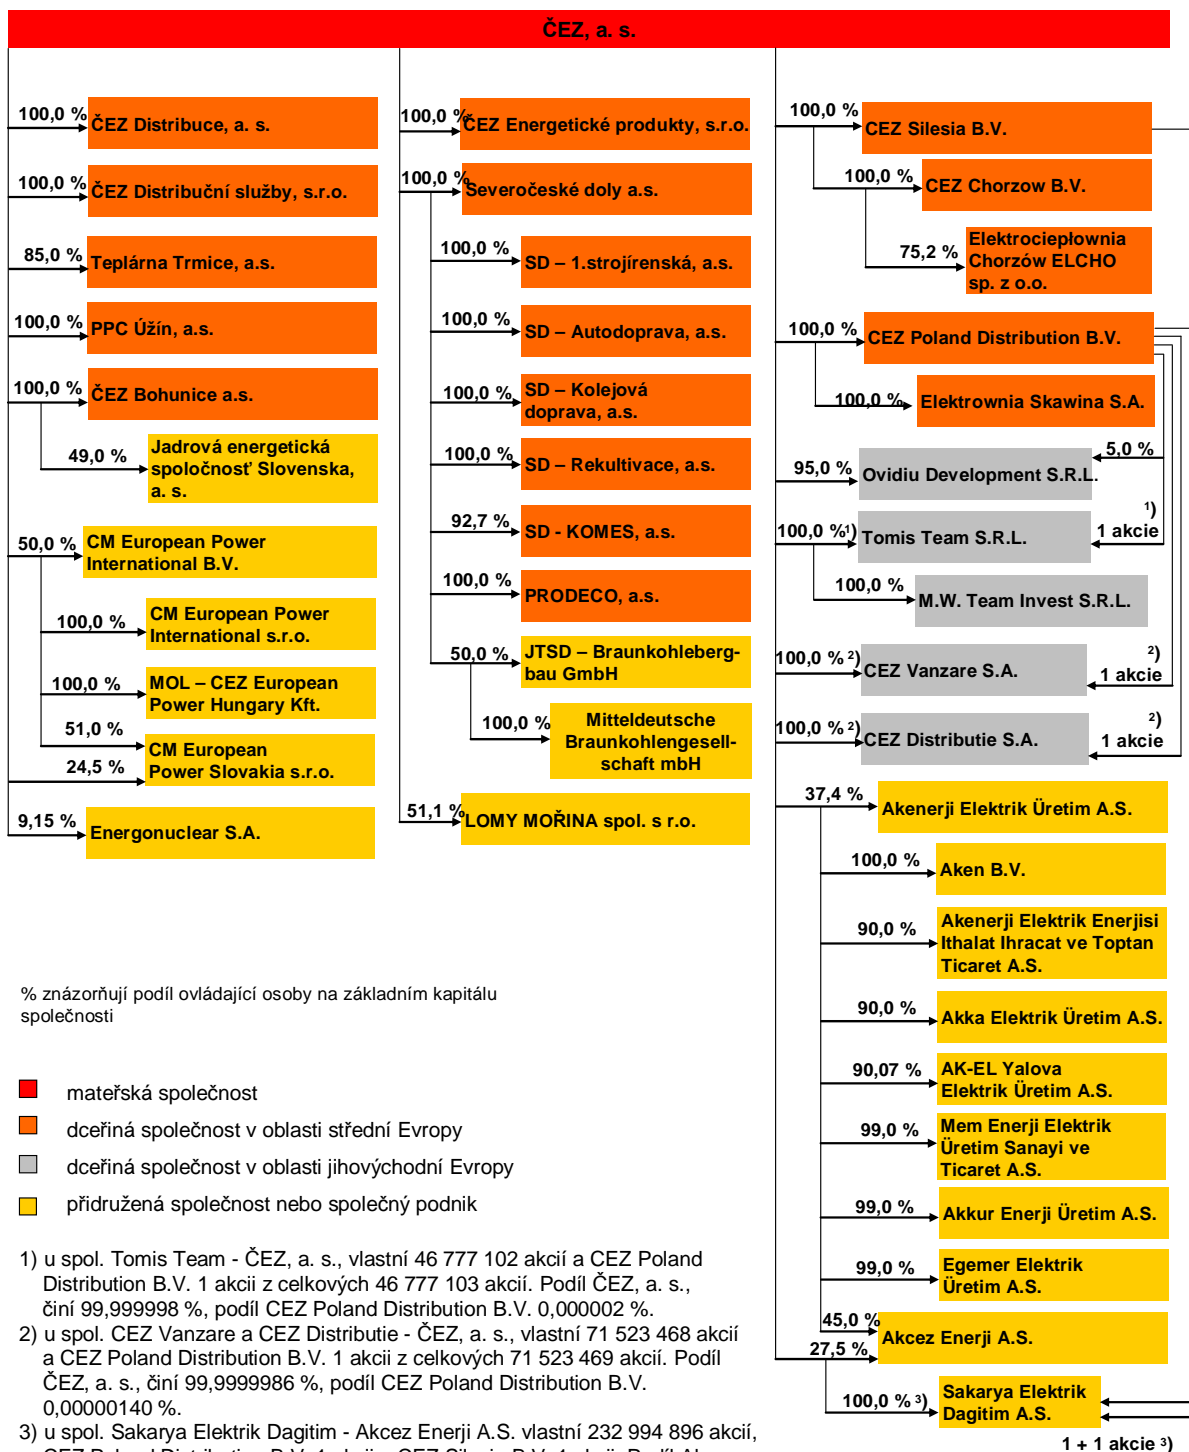 ČEZ, a. s.
100,0 %
ČEZ Distribuce, a. s.
100,0 %
ČEZ Distribuční služby, s.r.o.
85,0 %
Teplárna Trmice, a.s.
100,0 %
PPC Úžín, a.s.
100,0 %
ČEZ Bohunice a.s.
49,0 %
Jadrová energetická
spoločnosť Slovenska,
a. s.
50,0 %
CM European Power
International B.V.
100,0 %
CM European Power
International s.r.o.
100,0 %
MOL – CEZ European
Power Hungary Kft.
51,0 %
24,5 %
CM European
Power Slovakia s.r.o.
9,15 %
Energonuclear S.A.
100,0 %
ČEZ Energetické produkty, s.r.o.
100,0 %
Severočeské doly a.s.
100,0 %
SD – 1.strojírenská, a.s.
100,0 %
SD – Autodoprava, a.s.
100,0 %
SD – Kolejová
doprava, a.s.
100,0 %
SD – Rekultivace, a.s.
92,7 %
SD - KOMES, a.s.
100,0 %
PRODECO, a.s.
50,0 %
JTSD – Braunkohleberg-
bau GmbH
100,0 %
Mitteldeutsche
Braunkohlengesell-
schaft mbH
51,1 %
LOMY MOŘINA spol. s r.o.
100,0 %
CEZ Silesia B.V.
100,0 %
CEZ Chorzow B.V.
75,2 %
Elektrociepłownia
Chorzów ELCHO
sp. z o.o.
100,0 %
CEZ Poland Distribution B.V.
100,0 %
Elektrownia Skawina S.A.
95,0 %
Ovidiu Development S.R.L.
5,0 %
100,0 %1)
Tomis Team S.R.L.
1)
1 akcie
100,0 %
M.W. Team Invest S.R.L.
100,0 % 2)
CEZ Vanzare S.A.
2)
1 akcie
100,0 % 2)
CEZ Distributie S.A.
2)
1 akcie
37,4 %
Akenerji Elektrik Üretim A.S.
100,0 %
Aken B.V.
90,0 %
Akenerji Elektrik Enerjisi
Ithalat Ihracat ve Toptan
Ticaret A.S.
90,0 %
Akka Elektrik Üretim A.S.
90,07 %
AK-EL Yalova
Elektrik Üretim A.S.
99,0 %
Mem Enerji Elektrik
Üretim Sanayi ve
Ticaret A.S.
99,0 %
Akkur Enerji Üretim A.S.
99,0 %
Egemer Elektrik
Üretim A.S.
45,0 %
27,5 %
Akcez Enerji A.S.
100,0 % 3)
Sakarya Elektrik
Dagitim A.S.
1 + 1 akcie 3)
% znázorňují podíl ovládající osoby na základním kapitálu
společnosti
mateřská společnost
dceřiná společnost v oblasti střední Evropy
dceřiná společnost v oblasti jihovýchodní Evropy
přidružená společnost nebo společný podnik
1) u spol. Tomis Team - ČEZ, a. s., vlastní 46 777 102 akcií a CEZ Poland
Distribution B.V. 1 akcii z celkových 46 777 103 akcií. Podíl ČEZ, a. s.,
činí 99,999998 %, podíl CEZ Poland Distribution B.V. 0,000002 %.
2) u spol. CEZ Vanzare a CEZ Distributie - ČEZ, a. s., vlastní 71 523 468 akcií
a CEZ Poland Distribution B.V. 1 akcii z celkových 71 523 469 akcií. Podíl
ČEZ, a. s., činí 99,9999986 %, podíl CEZ Poland Distribution B.V.
0,00000140 %.
3) u spol. Sakarya Elektrik Dagitim - Akcez Enerji A.S. vlastní 232 994 896 akcií,